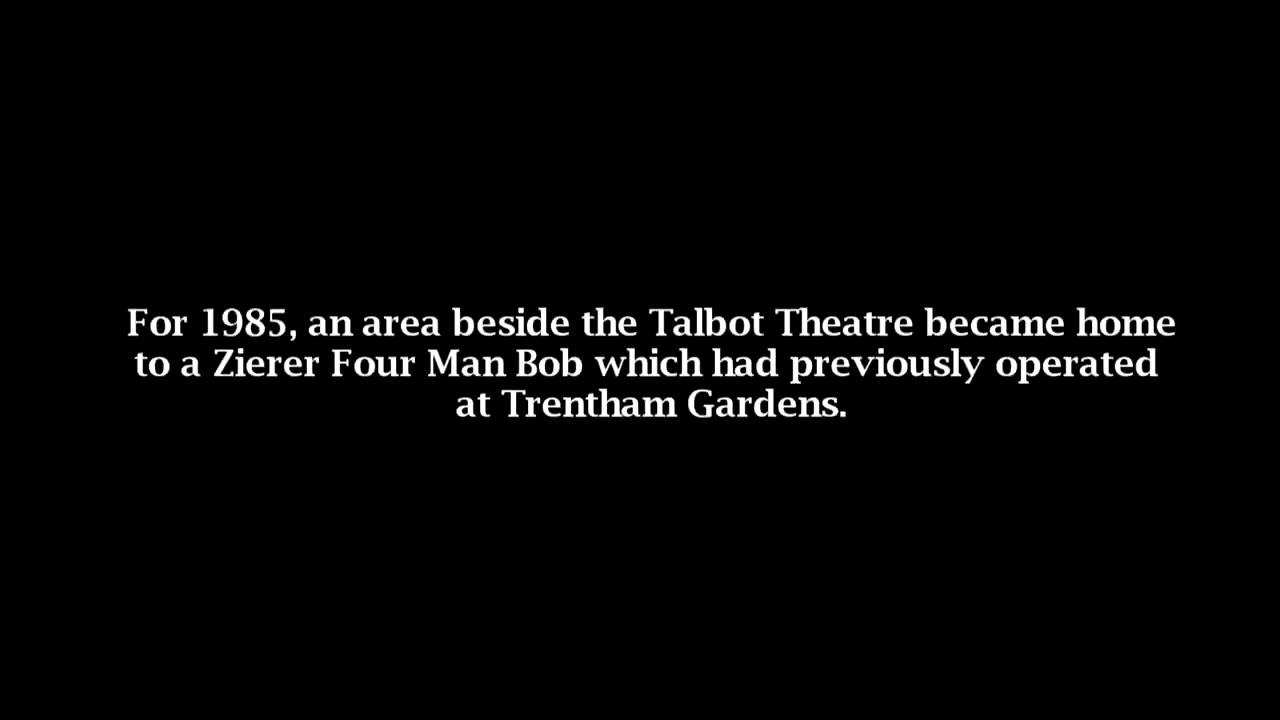 For 1985, an area beside the Talbot Theatre became home
to a Zierer Four Man Bob which had previously operated
at Trentham Gardens.